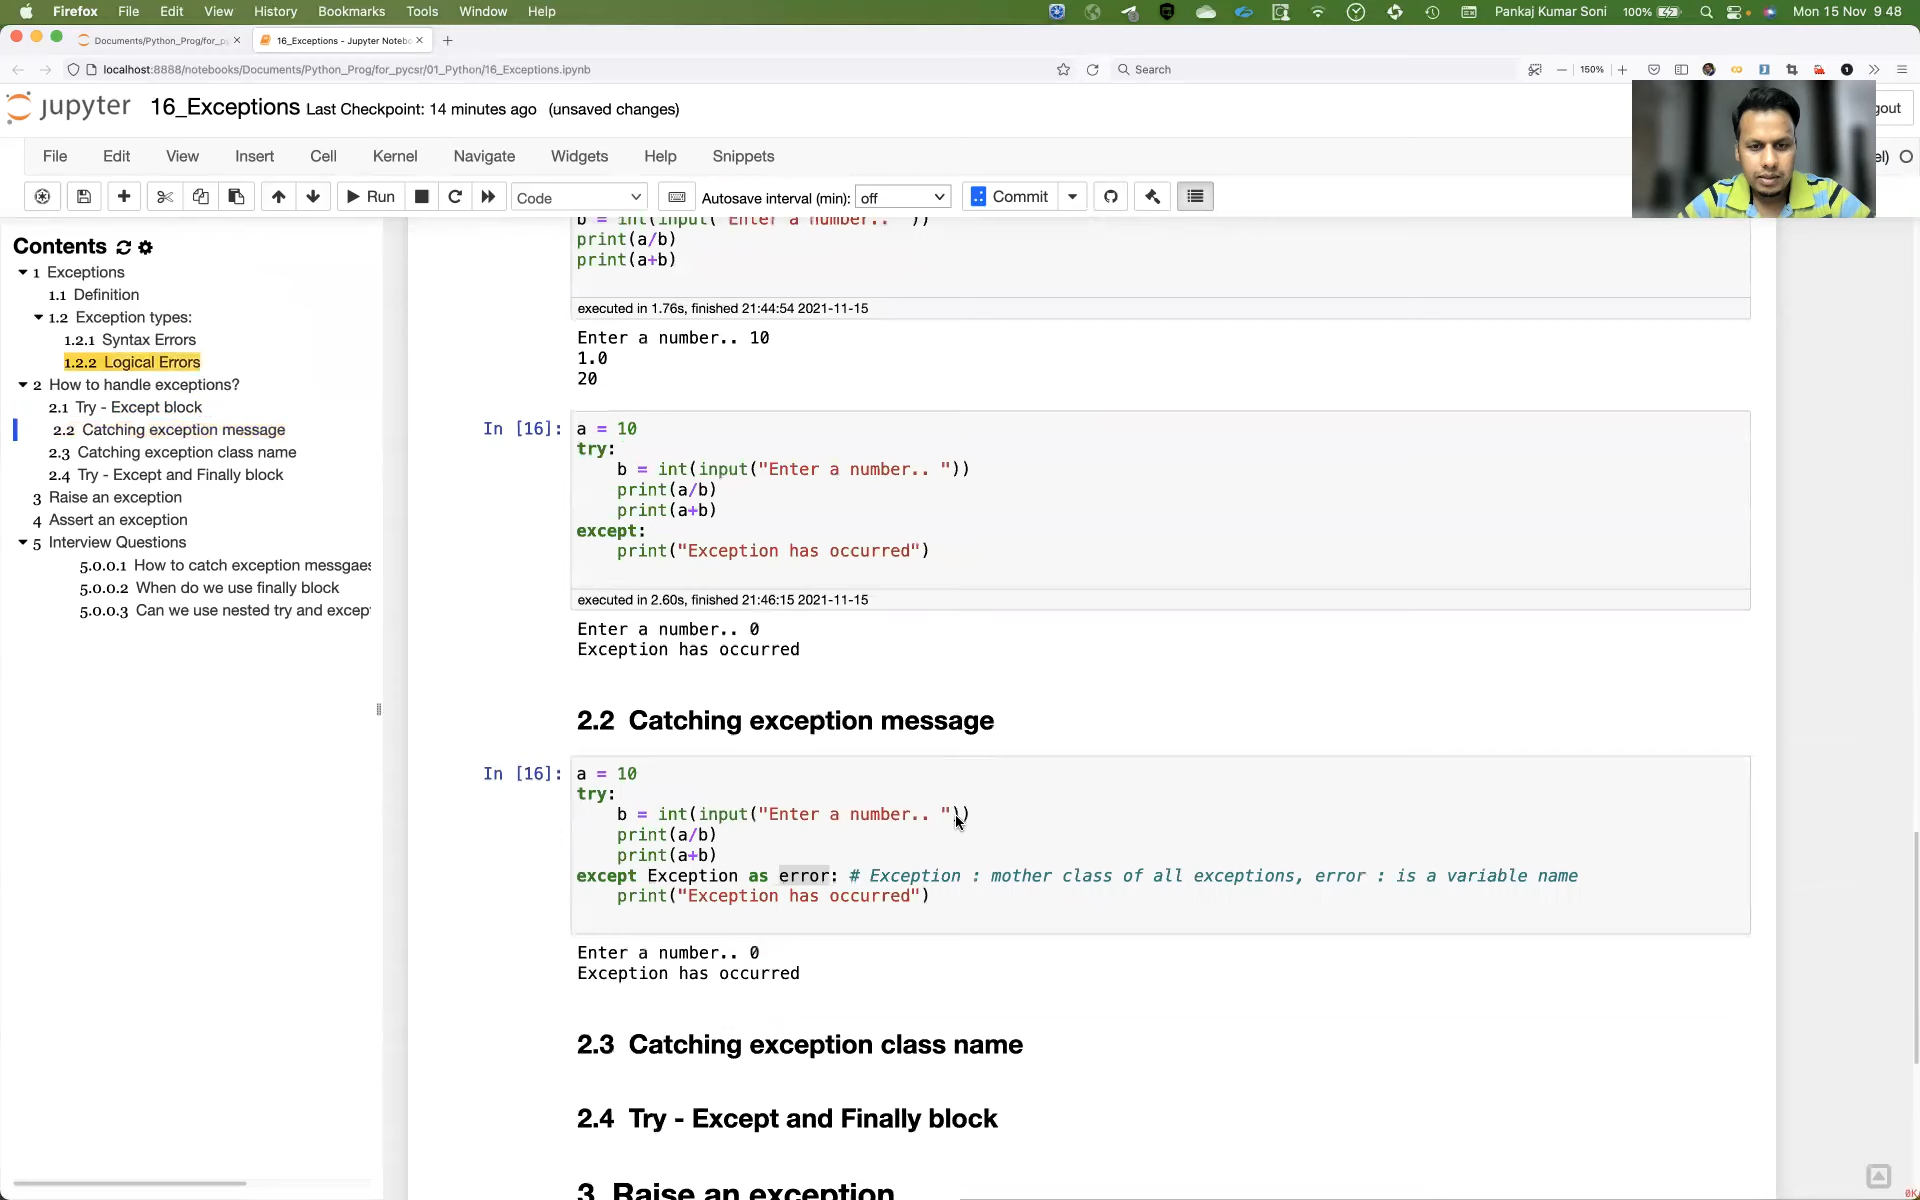 Firefox File Edit View History Bookmarks Tools Window Help Pankaj Kumar Soni 100% Mon 15 Nov 9 48
Documents/Python_Prog/for_p
16_Exceptions - Jupyter Notebo
localhost:8888/notebooks/Documents/Python_Prog/for_pycsr/01_Python/16_Exceptions.ipynb
Search
150%
jupyter 16_Exceptions Last Checkpoint: 14 minutes ago (unsaved changes)
gout
File Edit View Insert Cell Kernel Navigate Widgets Help Snippets
el)
Run Code Autosave interval (min): off Commit
Contents
1 Exceptions
1.1 Definition
1.2 Exception types:
1.2.1 Syntax Errors
1.2.2 Logical Errors
2 How to handle exceptions?
2.1 Try - Except block
2.2 Catching exception message
2.3 Catching exception class name
2.4 Try - Except and Finally block
3 Raise an exception
4 Assert an exception
5 Interview Questions
5.0.0.1 How to catch exception messgaes
5.0.0.2 When do we use finally block
5.0.0.3 Can we use nested try and excep
b = int(input("Enter a number.. "))
print(a/b)
print(a+b)
executed in 1.76s, finished 21:44:54 2021-11-15
Enter a number.. 10
1.0
20
In [16]: a = 10
try:
    b = int(input("Enter a number.. "))
    print(a/b)
    print(a+b)
except:
    print("Exception has occurred")
executed in 2.60s, finished 21:46:15 2021-11-15
Enter a number.. 0
Exception has occurred
2.2 Catching exception message
In [16]: a = 10
try:
    b = int(input("Enter a number.. "))
    print(a/b)
    print(a+b)
except Exception as error: # Exception : mother class of all exceptions, error : is a variable name
    print("Exception has occurred")
Enter a number.. 0
Exception has occurred
2.3 Catching exception class name
2.4 Try - Except and Finally block
3 Raise an exception